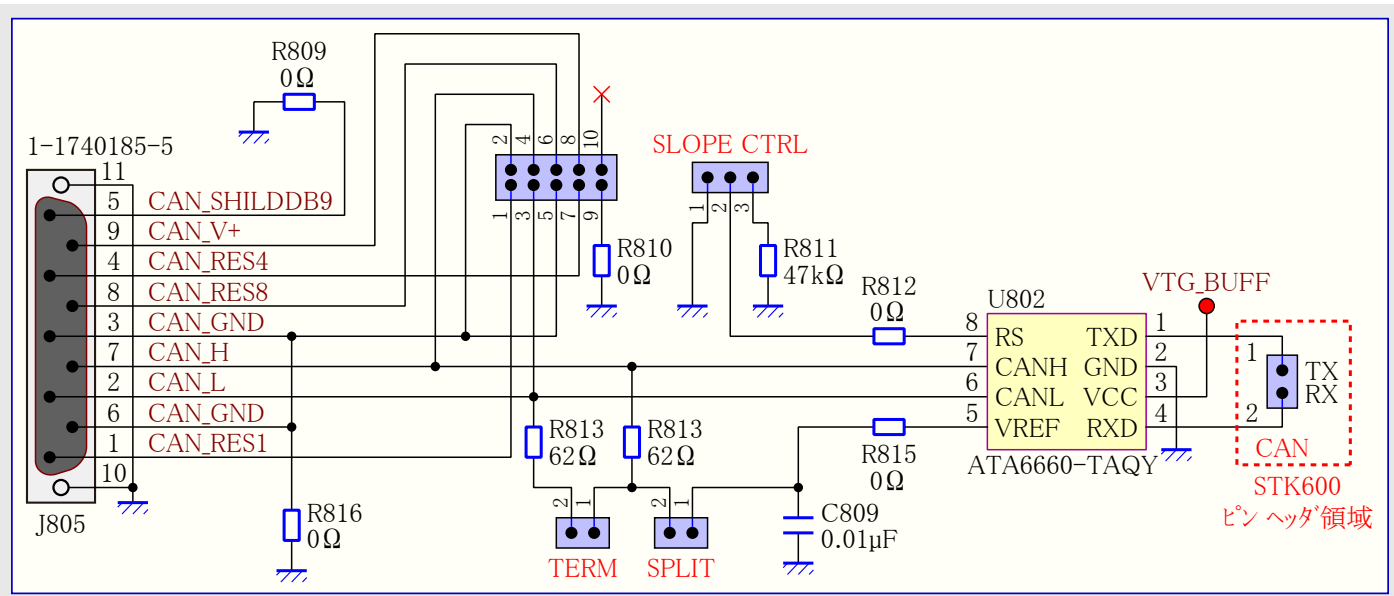 R809
0Ω
1-1740185-5
11
5 CAN_SHILDDB9
9 CAN_V+
4 CAN_RES4
8 CAN_RES8
3 CAN_GND
7 CAN_H
2 CAN_L
6 CAN_GND
1 CAN_RES1
10
J805
2 4 6 8 10
1 3 5 7 9
R810
0Ω
SLOPE CTRL
1 2 3
R811
47kΩ
R812
0Ω
U802
8 RS TXD 1
7 CANH GND 2
6 CANL VCC 3
5 VREF RXD 4
ATA6660-TAQY
VTG_BUFF
1 TX
RX
2
CAN
STK600
ピン ヘッダ領域
R813
62Ω
R813
62Ω
R815
0Ω
R816
0Ω
2 1
TERM
2 1
SPLIT
C809
0.01µF